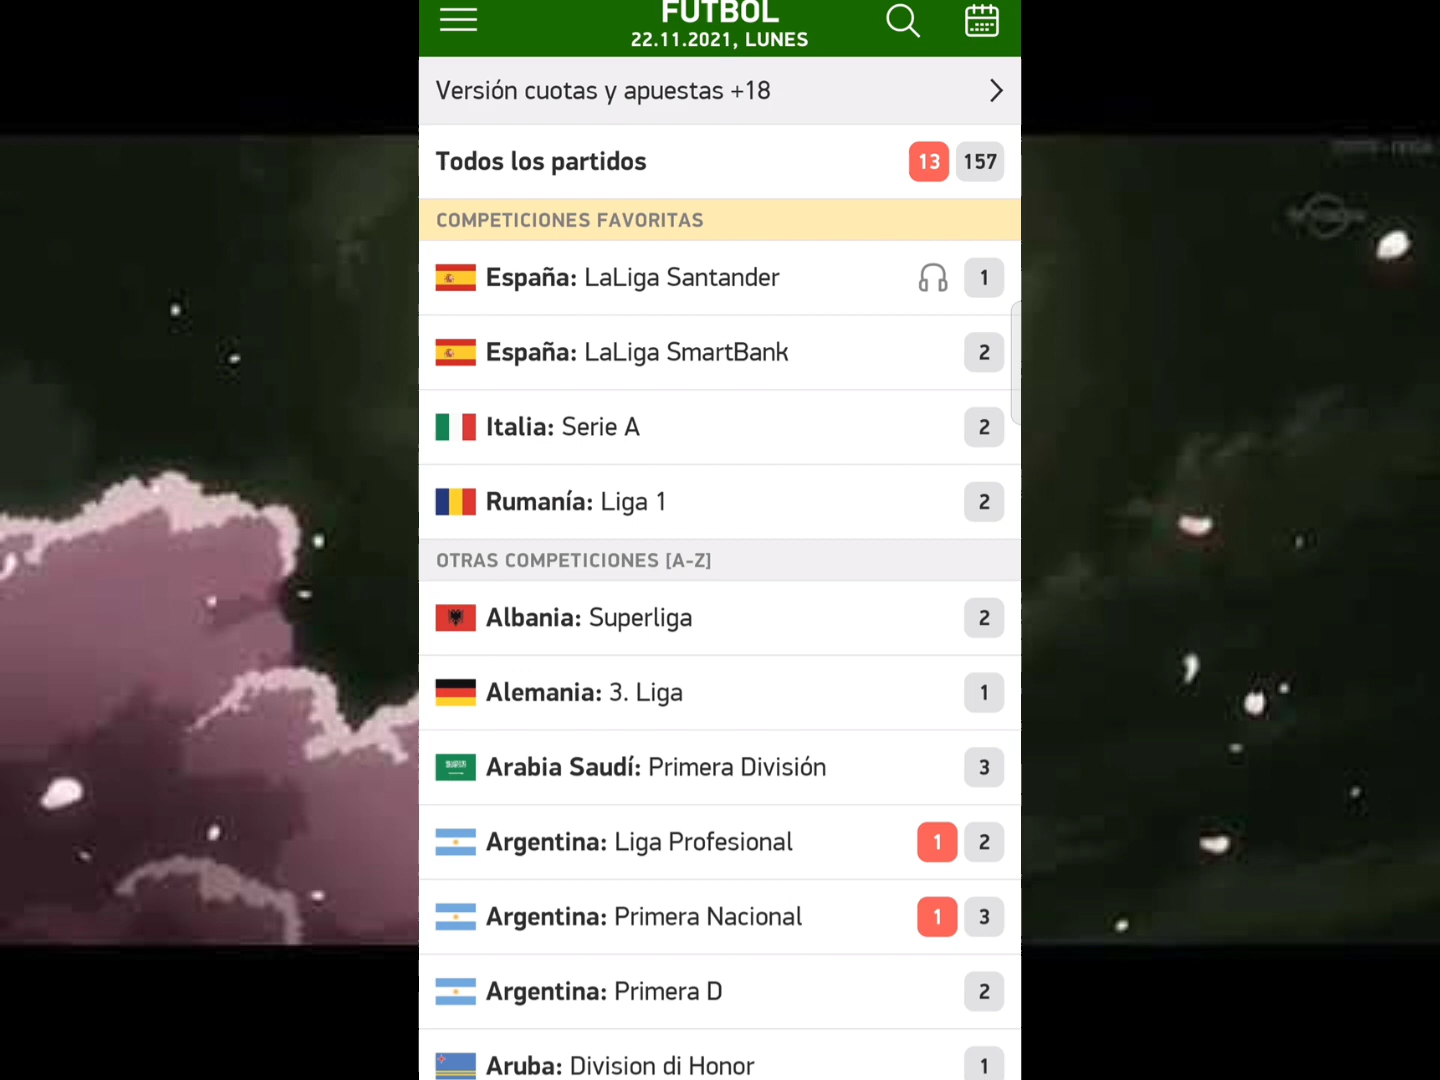 FÚTBOL
22.11.2021, LUNES
Versión cuotas y apuestas +18
Todos los partidos 13 157
COMPETICIONES FAVORITAS
España: LaLiga Santander 1
España: LaLiga SmartBank 2
Italia: Serie A 2
Rumanía: Liga 1 2
OTRAS COMPETICIONES [A-Z]
Albania: Superliga 2
Alemania: 3. Liga 1
Arabia Saudí: Primera División 3
Argentina: Liga Profesional 1 2
Argentina: Primera Nacional 1 3
Argentina: Primera D 2
Aruba: Division di Honor 1